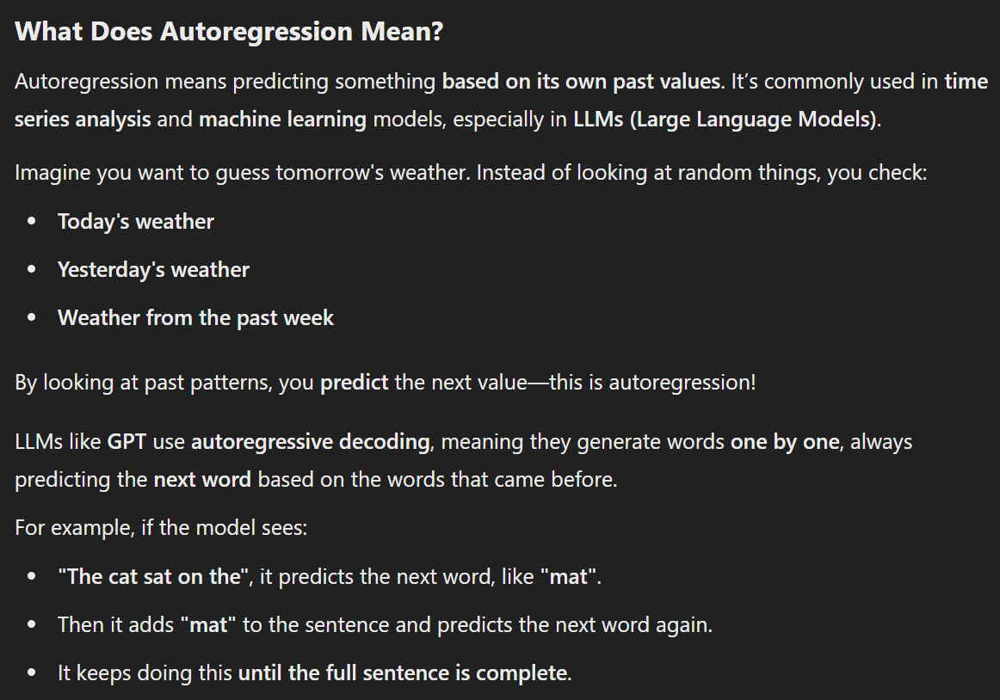 What Does Autoregression Mean?
Autoregression means predicting something based on its own past values. It’s commonly used in time
series analysis and machine learning models, especially in LLMs (Large Language Models).
Imagine you want to guess tomorrow's weather. Instead of looking at random things, you check:
• Today's weather
• Yesterday's weather
• Weather from the past week
By looking at past patterns, you predict the next value—this is autoregression!
LLMs like GPT use autoregressive decoding, meaning they generate words one by one, always
predicting the next word based on the words that came before.
For example, if the model sees:
• "The cat sat on the", it predicts the next word, like "mat".
• Then it adds "mat" to the sentence and predicts the next word again.
• It keeps doing this until the full sentence is complete.